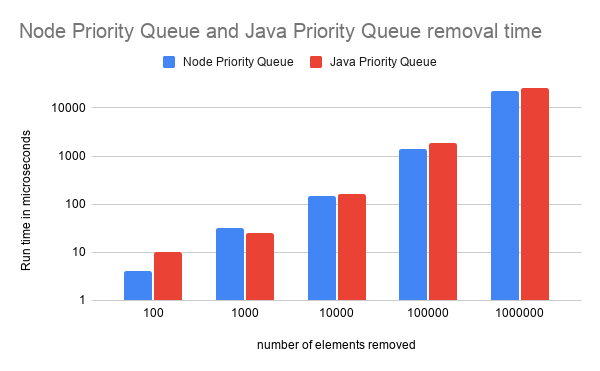 Node Priority Queue and Java Priority Queue removal time
Node Priority Queue
Java Priority Queue
Run time in microseconds
10000
1000
100
10
1
100
1000
10000
100000
1000000
number of elements removed